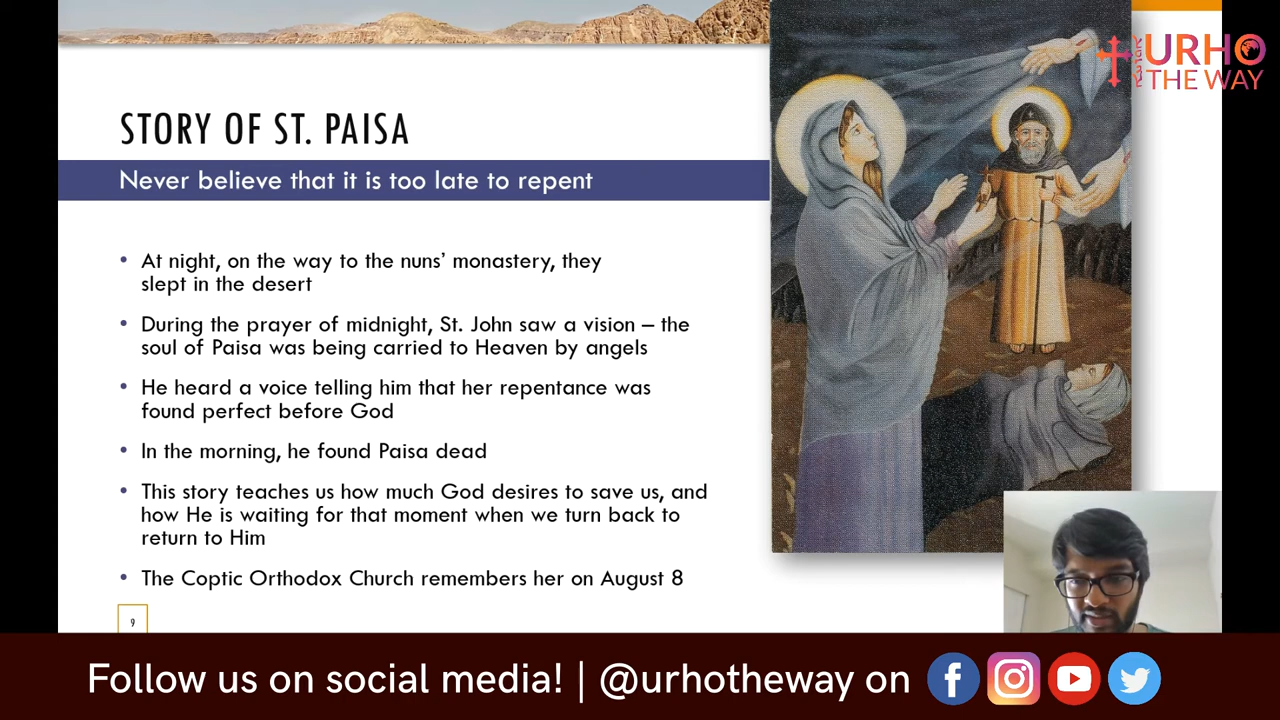 URHO
THE WAY
STORY OF ST. PAISA
Never believe that it is too late to repent
• At night, on the way to the nuns’ monastery, they
slept in the desert
• During the prayer of midnight, St. John saw a vision – the
soul of Paisa was being carried to Heaven by angels
• He heard a voice telling him that her repentance was
found perfect before God
• In the morning, he found Paisa dead
• This story teaches us how much God desires to save us, and
how He is waiting for that moment when we turn back to
return to Him
• The Coptic Orthodox Church remembers her on August 8
9
Follow us on social media! | @urhotheway on